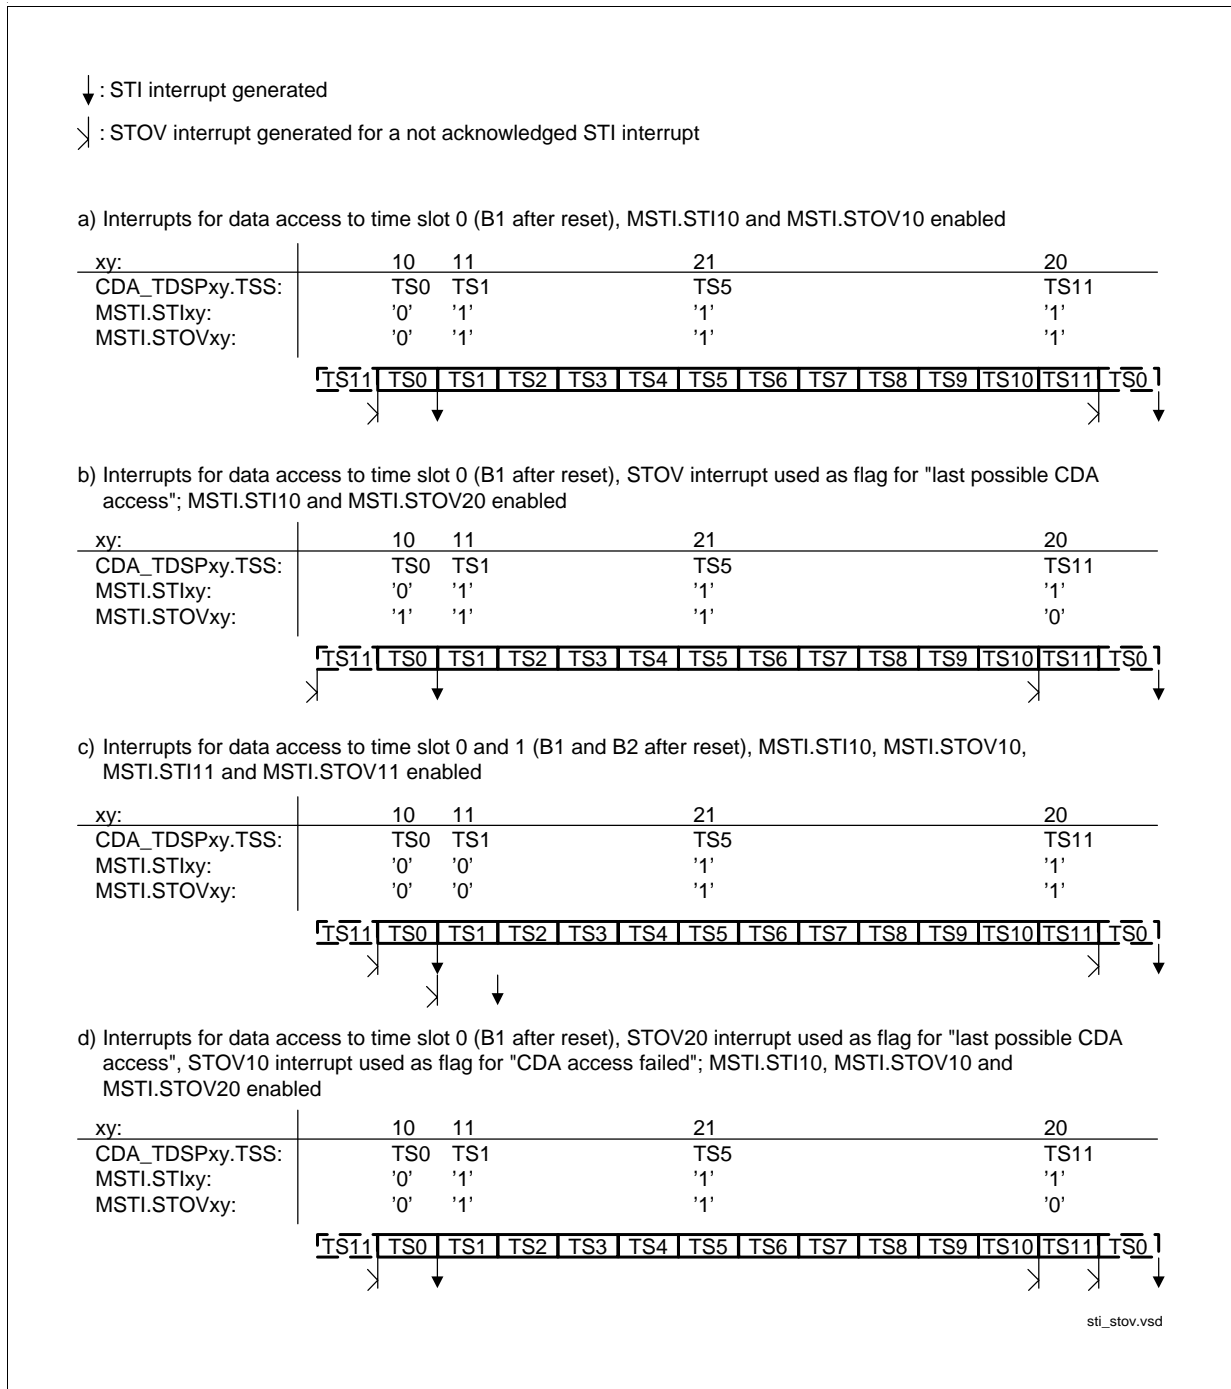 : STI interrupt generated
: STOV interrupt generated for a not acknowledged STI interrupt
a) Interrupts for data access to time slot 0 (B1 after reset), MSTI.STI10 and MSTI.STOV10 enabled
xy: 10 11 21 20
CDA_TDSPxy.TSS: TS0 TS1 TS5 TS11
MSTI.STIxy: '0' '1' '1' '1'
MSTI.STOVxy: '0' '1' '1' '1'
TS11 TS0 TS1 TS2 TS3 TS4 TS5 TS6 TS7 TS8 TS9 TS10 TS11 TS0
b) Interrupts for data access to time slot 0 (B1 after reset), STOV interrupt used as flag for "last possible CDA
access"; MSTI.STI10 and MSTI.STOV20 enabled
xy: 10 11 21 20
CDA_TDSPxy.TSS: TS0 TS1 TS5 TS11
MSTI.STIxy: '0' '1' '1' '1'
MSTI.STOVxy: '1' '1' '1' '0'
TS11 TS0 TS1 TS2 TS3 TS4 TS5 TS6 TS7 TS8 TS9 TS10 TS11 TS0
c) Interrupts for data access to time slot 0 and 1 (B1 and B2 after reset), MSTI.STI10, MSTI.STOV10,
MSTI.STI11 and MSTI.STOV11 enabled
xy: 10 11 21 20
CDA_TDSPxy.TSS: TS0 TS1 TS5 TS11
MSTI.STIxy: '0' '0' '1' '1'
MSTI.STOVxy: '0' '0' '1' '1'
TS11 TS0 TS1 TS2 TS3 TS4 TS5 TS6 TS7 TS8 TS9 TS10 TS11 TS0
d) Interrupts for data access to time slot 0 (B1 after reset), STOV20 interrupt used as flag for "last possible CDA
access", STOV10 interrupt used as flag for "CDA access failed"; MSTI.STI10, MSTI.STOV10 and
MSTI.STOV20 enabled
xy: 10 11 21 20
CDA_TDSPxy.TSS: TS0 TS1 TS5 TS11
MSTI.STIxy: '0' '1' '1' '1'
MSTI.STOVxy: '0' '1' '1' '0'
TS11 TS0 TS1 TS2 TS3 TS4 TS5 TS6 TS7 TS8 TS9 TS10 TS11 TS0
sti_stov.vsd